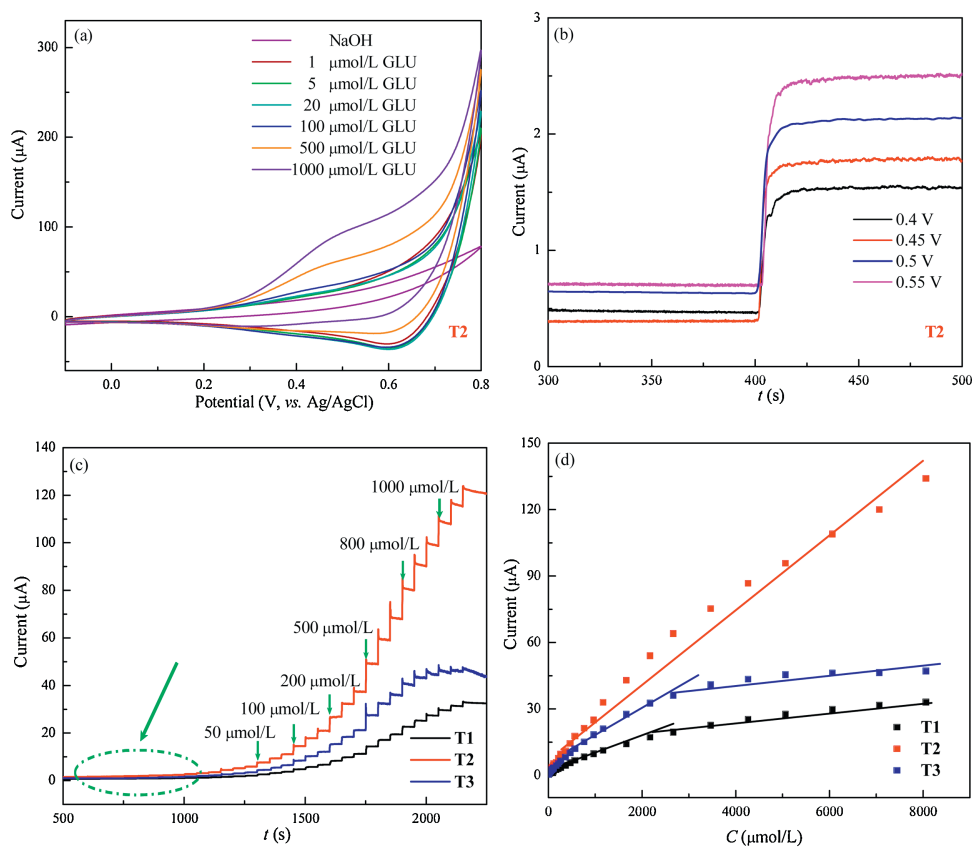 (a)
NaOH
1 μmol/L GLU
5 μmol/L GLU
20 μmol/L GLU
100 μmol/L GLU
500 μmol/L GLU
1000 μmol/L GLU
300
200
100
0
Current (μA)
T2
0.0 0.2 0.4 0.6 0.8
Potential (V, vs. Ag/AgCl)
(b)
3
2
1
0
Current (μA)
0.4 V
0.45 V
0.5 V
0.55 V
T2
300 350 400 450 500
t (s)
(c)
140
120
100
80
60
40
20
0
Current (μA)
1000 μmol/L
800 μmol/L
500 μmol/L
200 μmol/L
100 μmol/L
50 μmol/L
T1
T2
T3
500 1000 1500 2000
t (s)
(d)
150
120
90
60
30
0
Current (μA)
T1
T2
T3
0 2000 4000 6000 8000
C (μmol/L)